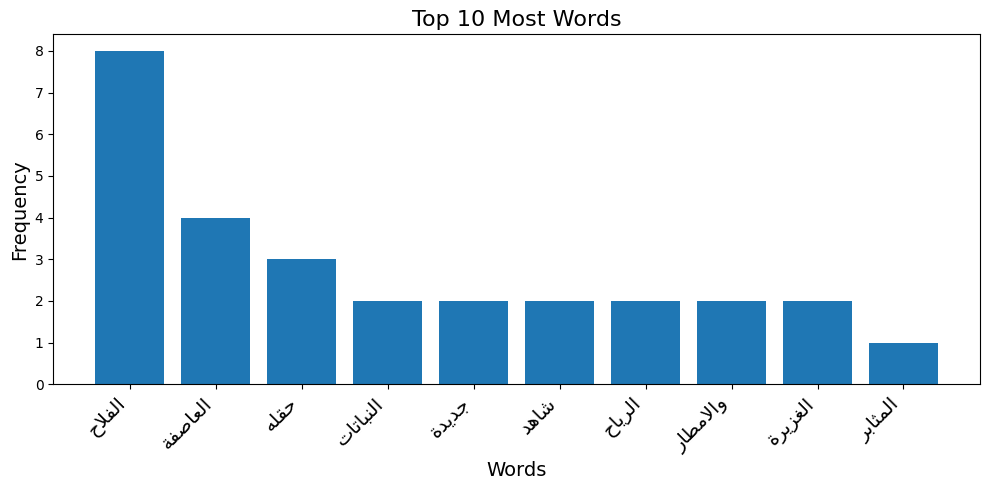 Top 10 Most Words
Frequency
8
7
6
5
4
3
2
1
0
الفلاح
العاصفة
حقله
النباتات
جديدة
شاهد
الرياح
والامطار
الغزيرة
المثابر
Words